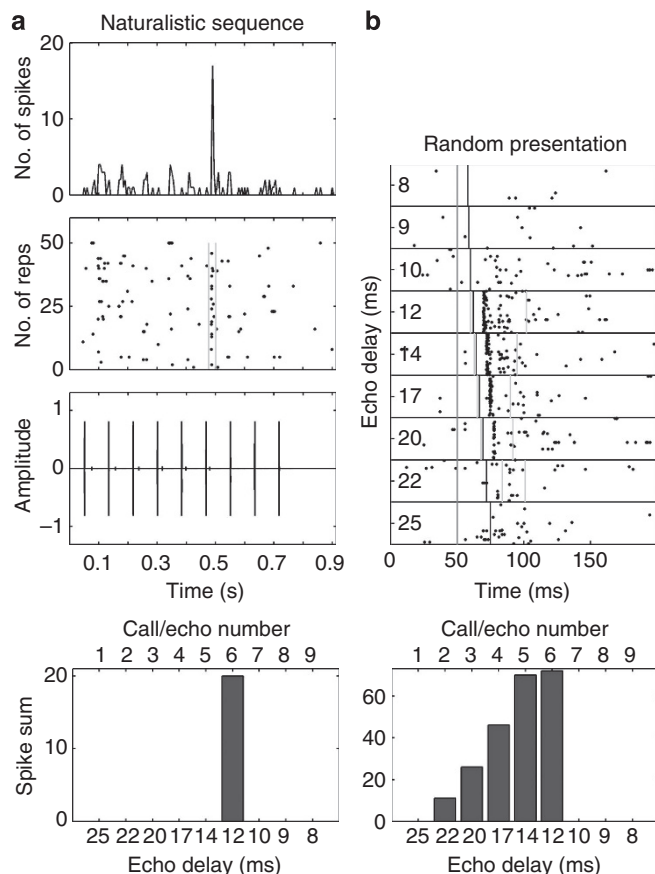 a
Naturalistic sequence
20
10
0
No. of spikes
50
25
0
No. of reps
1
0
−1
Amplitude
0.1 0.3 0.5 0.7 0.9
Time (s)
Call/echo number
1 2 3 4 5 6 7 8 9
20
10
0
Spike sum
25 22 20 17 14 12 10 9 8
Echo delay (ms)
b
Random presentation
8
9
10
12
14
17
20
22
25
Echo delay (ms)
0 50 100 150
Time (ms)
Call/echo number
1 2 3 4 5 6 7 8 9
60
40
20
0
25 22 20 17 14 12 10 9 8
Echo delay (ms)